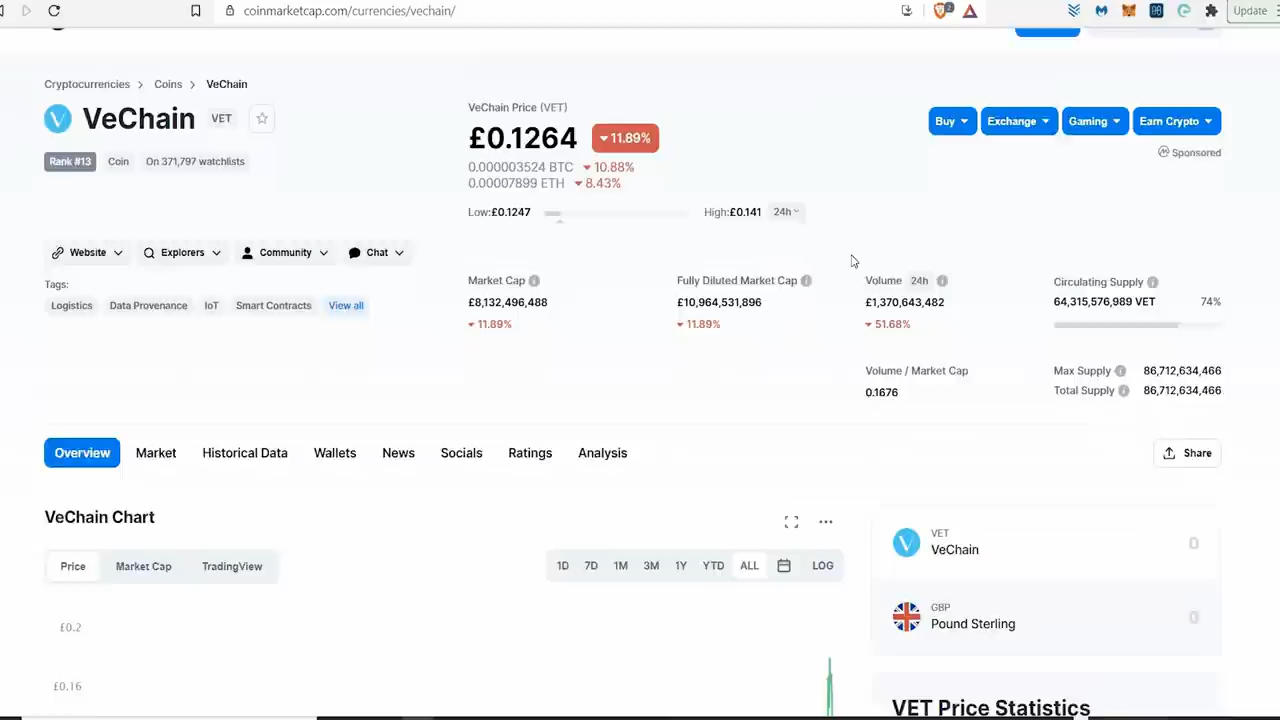 coinmarketcap.com/currencies/vechain/
2
Update
Cryptocurrencies > Coins > VeChain
VeChain VET
Rank #13 Coin On 371,797 watchlists
VeChain Price (VET)
£0.1264 11.89%
0.000003524 BTC 10.88%
0.00007899 ETH 8.43%
Low:£0.1247 High:£0.141 24h
Buy Exchange Gaming Earn Crypto
Sponsored
Website Explorers Community Chat
Tags:
Logistics Data Provenance IoT Smart Contracts View all
Market Cap
£8,132,496,488
11.89%
Fully Diluted Market Cap
£10,964,531,896
11.89%
Volume 24h
£1,370,643,482
51.68%
Volume / Market Cap
0.1676
Circulating Supply
64,315,576,989 VET 74%
Max Supply 86,712,634,466
Total Supply 86,712,634,466
Overview Market Historical Data Wallets News Socials Ratings Analysis
Share
VeChain Chart
Price Market Cap TradingView
1D 7D 1M 3M 1Y YTD ALL LOG
£0.2
£0.16
VET
VeChain 0
GBP
Pound Sterling 0
VET Price Statistics